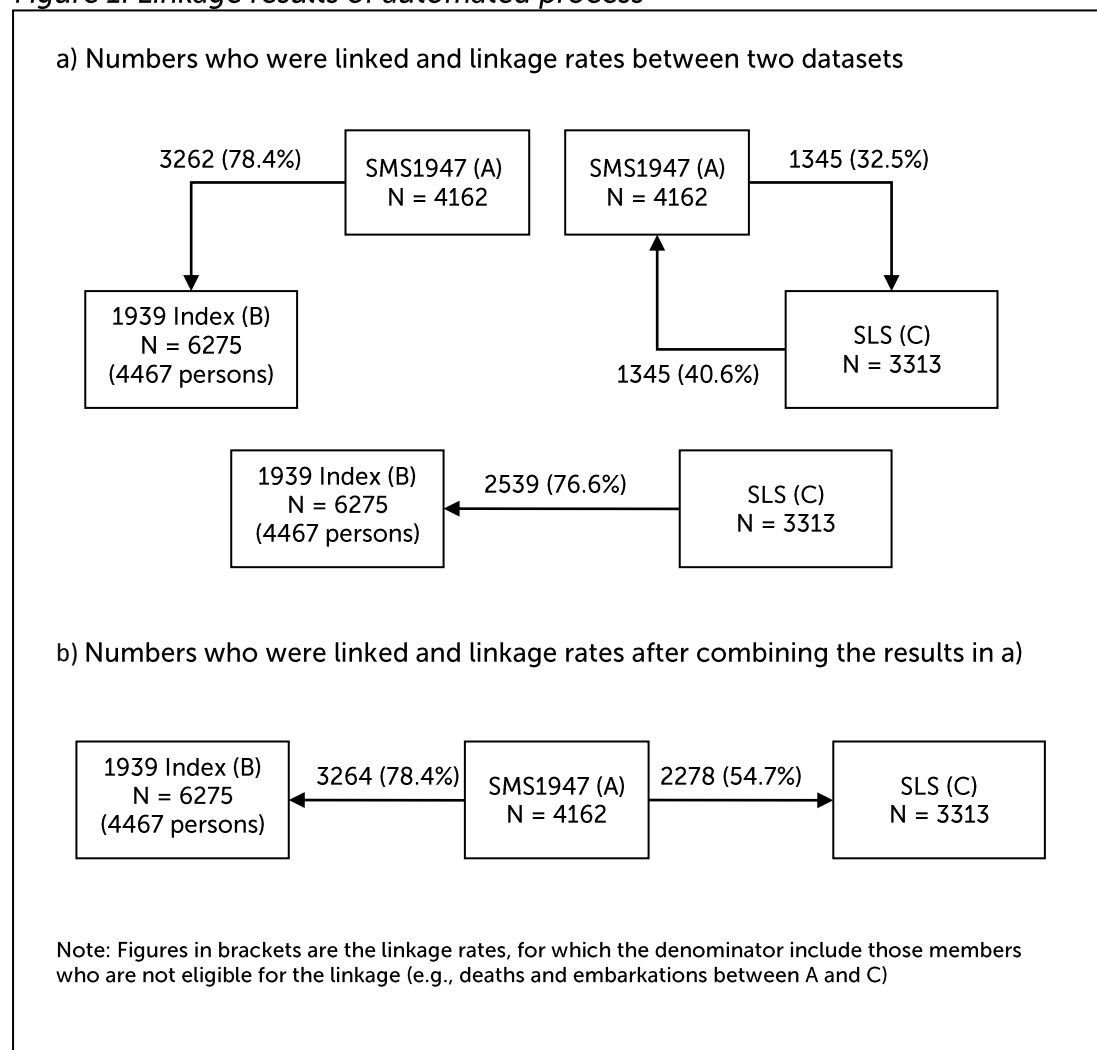 Figure 1. Linkage results of automated process
a) Numbers who were linked and linkage rates between two datasets
3262 (78.4%)
SMS1947 (A)
N = 4162
1939 Index (B)
N = 6275
(4467 persons)
SMS1947 (A)
N = 4162
1345 (32.5%)
SLS (C)
N = 3313
1345 (40.6%)
1939 Index (B)
N = 6275
(4467 persons)
2539 (76.6%)
SLS (C)
N = 3313
b) Numbers who were linked and linkage rates after combining the results in a)
1939 Index (B)
N = 6275
(4467 persons)
3264 (78.4%)
SMS1947 (A)
N = 4162
2278 (54.7%)
SLS (C)
N = 3313
Note: Figures in brackets are the linkage rates, for which the denominator include those members
who are not eligible for the linkage (e.g., deaths and embarkations between A and C)